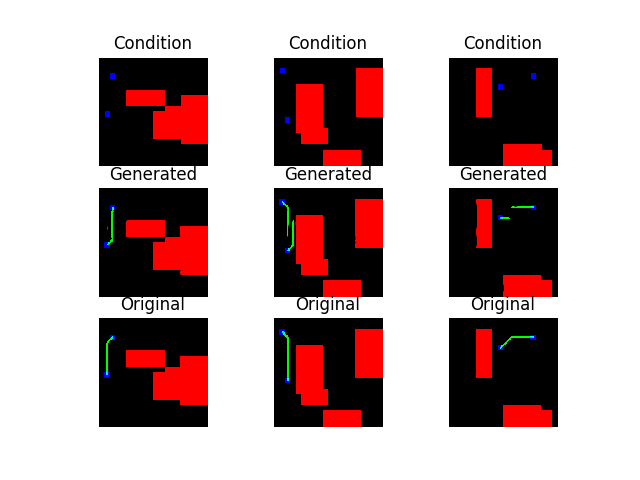 Condition Condition Condition
Generated Generated Generated
Original Original Original